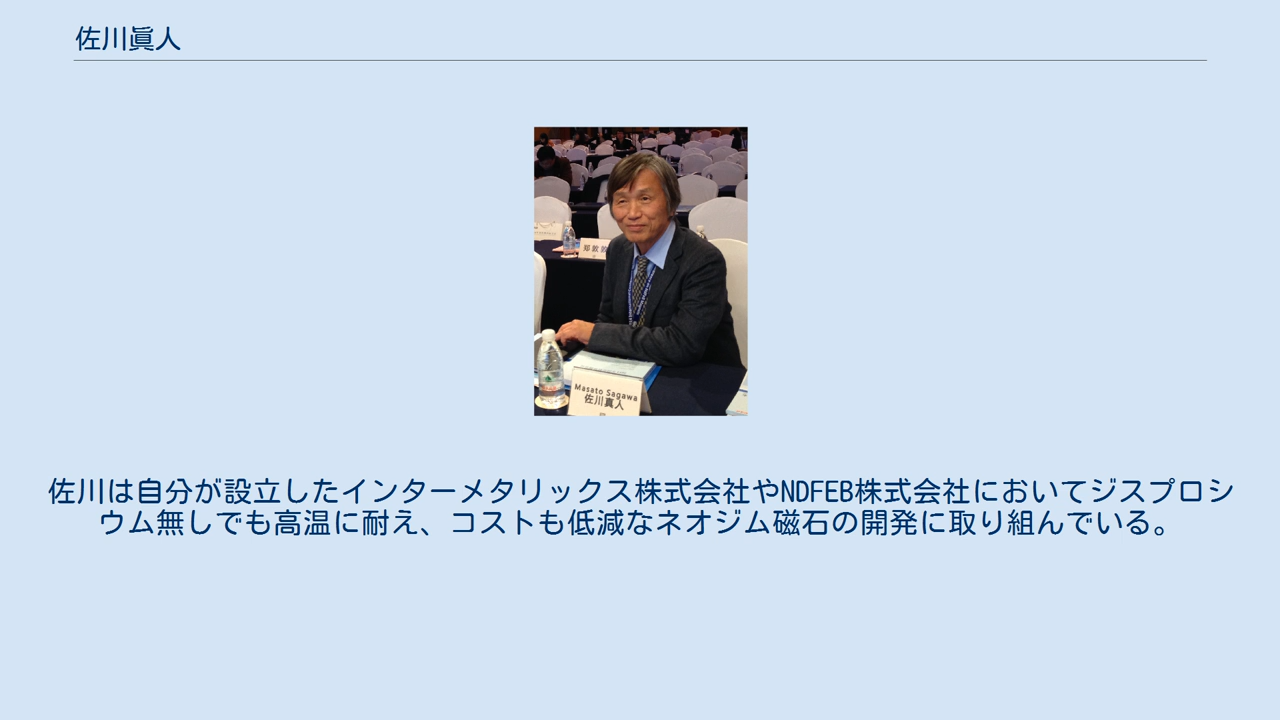 佐川眞人
郑 敦 敦
Masato Sagawa
佐川真人
佐川は自分が設立したインターメタリックス株式会社やNDFEB株式会社においてジスプロシ
ウム無しでも高温に耐え、コストも低減なネオジム磁石の開発に取り組んでいる。